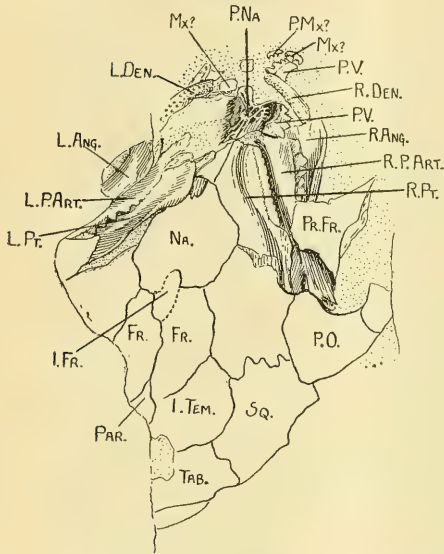 Mx?
P.Na
P.Mx?
Mx?
L.Den.
P.V.
R.Den.
P.V.
L.Ang.
R.Ang.
R.P.Art.
L.P.Art.
R.Pt.
L.Pt.
Pr.Fr.
Na.
Fr.
Fr.
P.O.
I.Fr.
I.Tem.
Sq.
Par.
Tab.